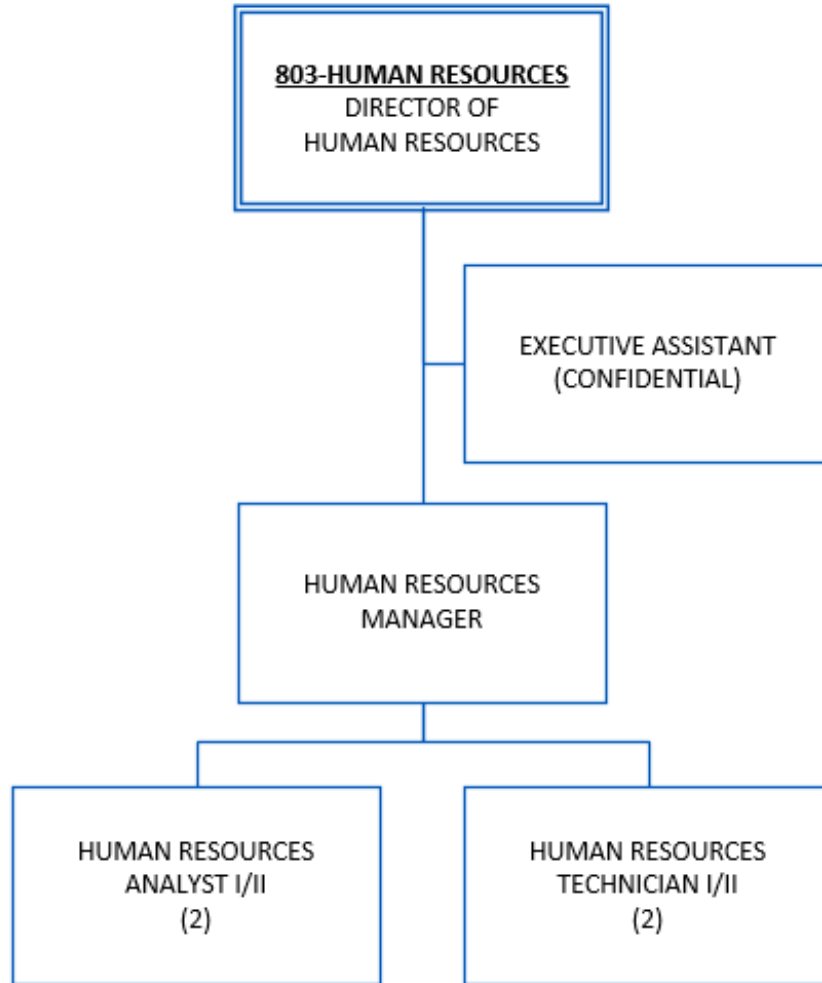 803-HUMAN RESOURCES
DIRECTOR OF
HUMAN RESOURCES
EXECUTIVE ASSISTANT
(CONFIDENTIAL)
HUMAN RESOURCES
MANAGER
HUMAN RESOURCES
ANALYST I/II
(2)
HUMAN RESOURCES
TECHNICIAN I/II
(2)